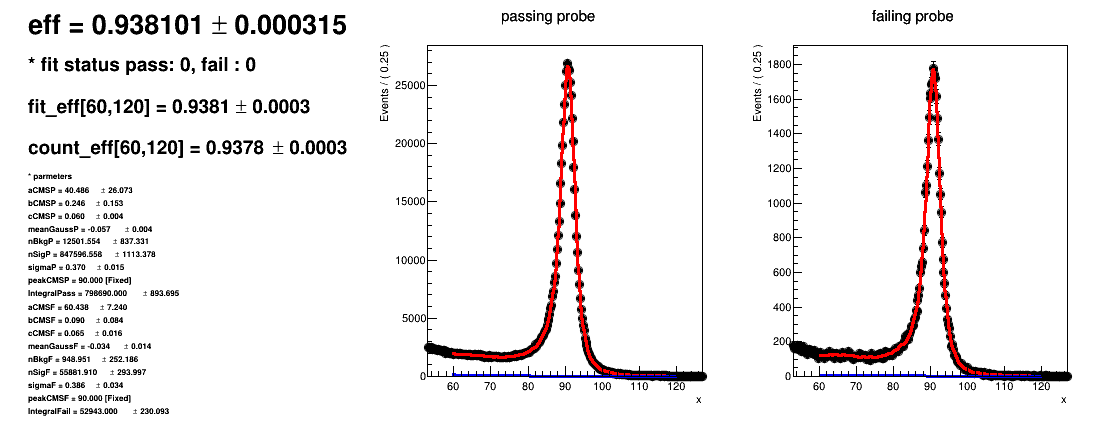 eff = 0.938101 ± 0.000315
* fit status pass: 0, fail : 0
fit_eff[60,120] = 0.9381 ± 0.0003
count_eff[60,120] = 0.9378 ± 0.0003
* parmeters
aCMSP = 40.486 ± 26.073
bCMSP = 0.246 ± 0.153
cCMSP = 0.060 ± 0.004
meanGaussP = -0.057 ± 0.004
nBkgP = 12501.554 ± 837.331
nSigP = 847596.558 ± 1113.378
sigmaP = 0.370 ± 0.015
peakCMSP = 90.000 [Fixed]
IntegralPass = 798690.000 ± 893.695
aCMSF = 60.438 ± 7.240
bCMSF = 0.090 ± 0.084
cCMSF = 0.065 ± 0.016
meanGaussF = -0.034 ± 0.014
nBkgF = 948.951 ± 252.186
nSigF = 55881.910 ± 293.997
sigmaF = 0.386 ± 0.034
peakCMSF = 90.000 [Fixed]
IntegralFail = 52943.000 ± 230.093
passing probe
Events / ( 0.25 )
25000
20000
15000
10000
5000
0
60 70 80 90 100 110 120
x
failing probe
Events / ( 0.25 )
1800
1600
1400
1200
1000
800
600
400
200
0
60 70 80 90 100 110 120
x